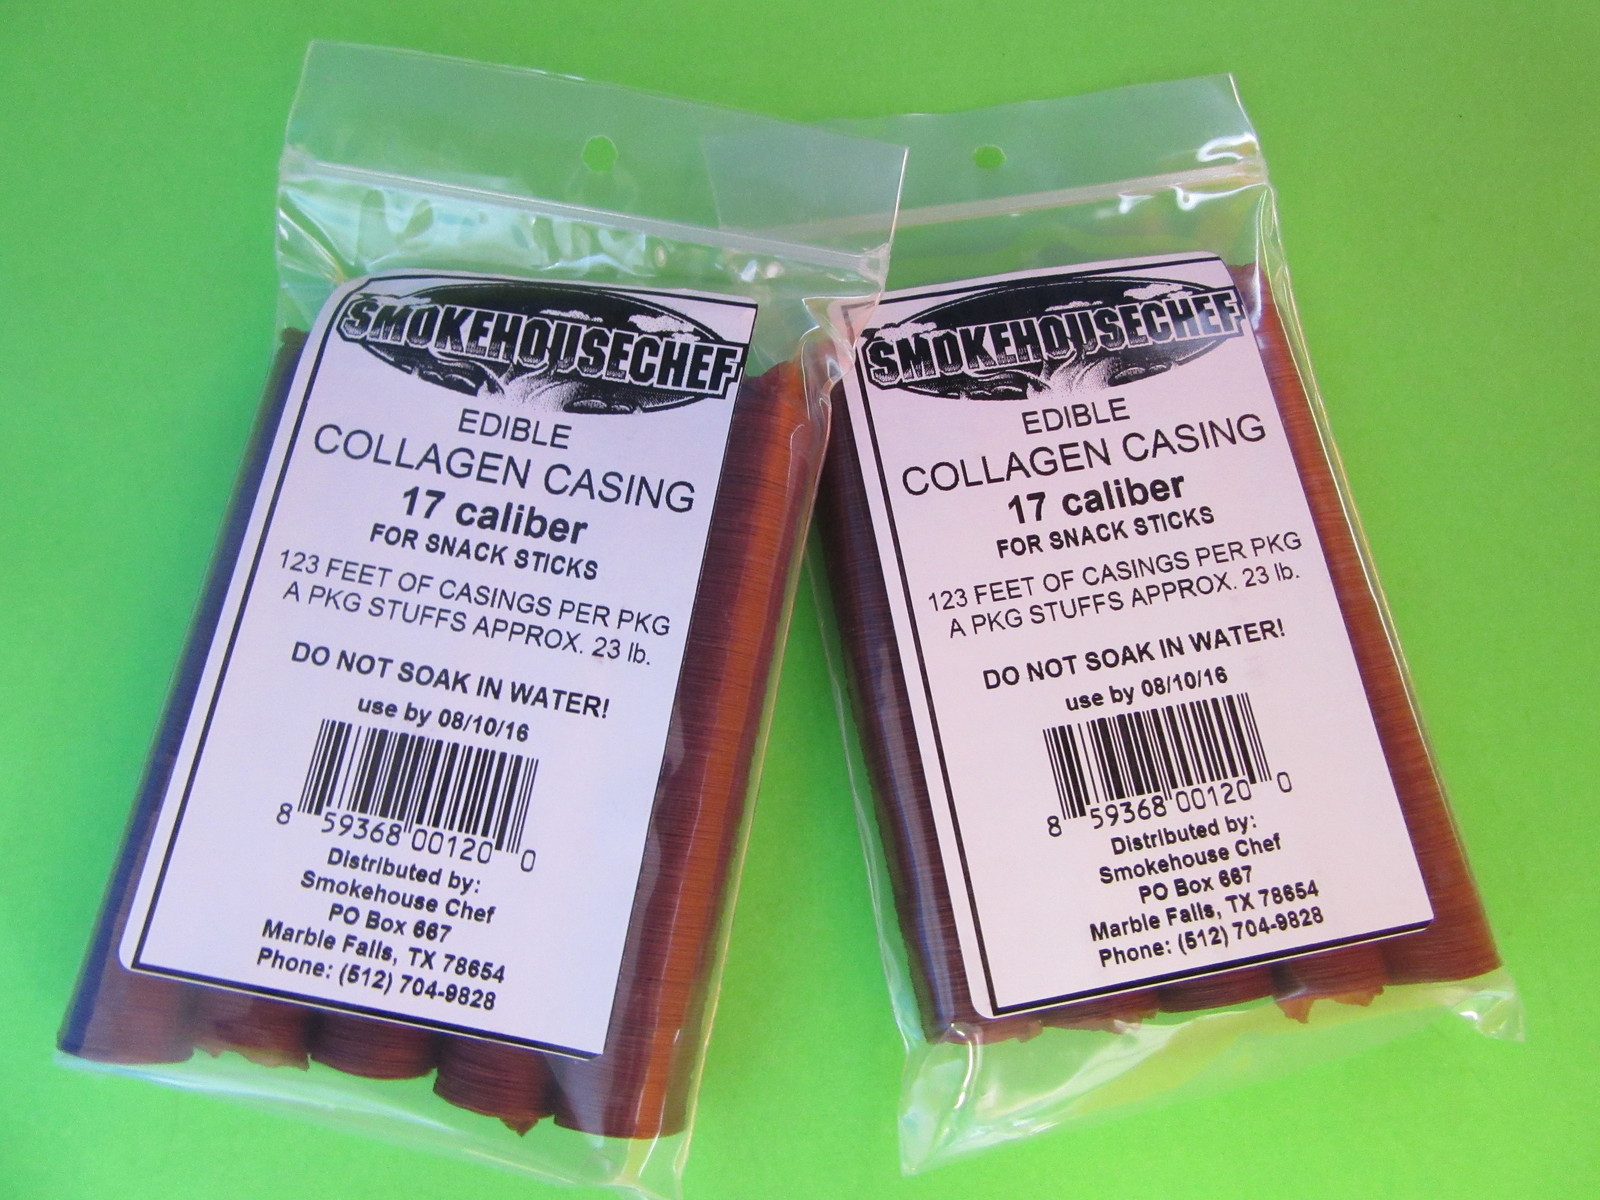 SMOKEHOUSECHEF
EDIBLE
COLLAGEN CASING
17 caliber
FOR SNACK STICKS
123 FEET OF CASINGS PER PKG
A PKG STUFFS APPROX. 23 lb.
DO NOT SOAK IN WATER!
use by 08/10/16
8 59368 00120 0
Distributed by:
Smokehouse Chef
PO Box 667
Marble Falls, TX 78654
Phone: (512) 704-9828
SMOKEHOUSECHEF
EDIBLE
COLLAGEN CASING
17 caliber
FOR SNACK STICKS
123 FEET OF CASINGS PER PKG
A PKG STUFFS APPROX. 23 lb.
DO NOT SOAK IN WATER!
use by 08/10/16
8 59368 00120 0
Distributed by:
Smokehouse Chef
PO Box 667
Marble Falls, TX 78654
Phone: (512) 704-9828